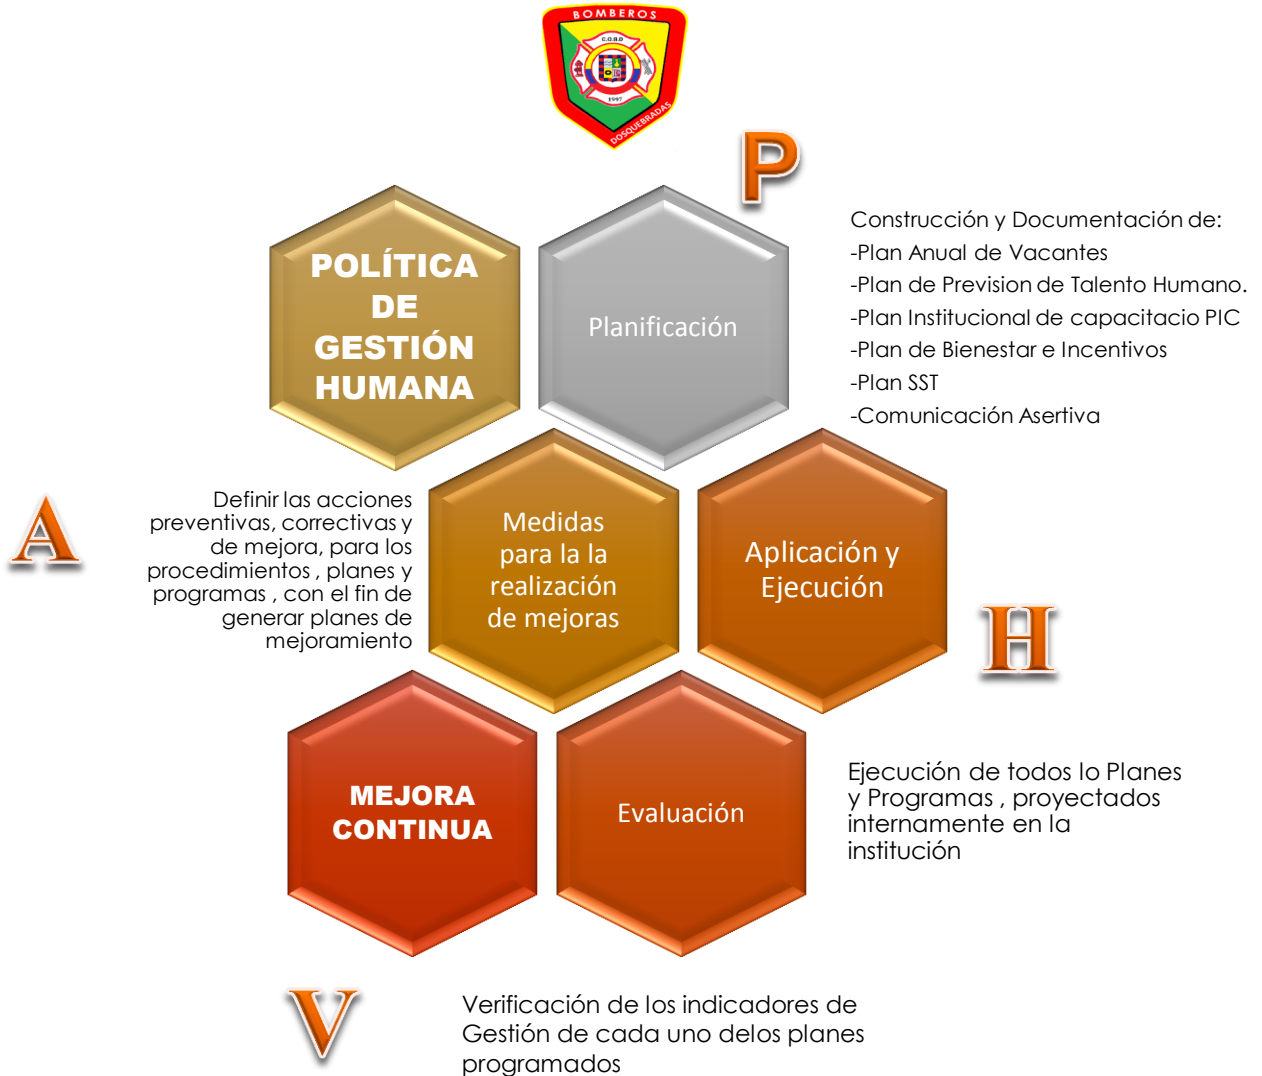 BOMBEROS
C.O.B.D
1997
DOSQUEBRADAS
P
POLÍTICA
DE
GESTIÓN
HUMANA
Planificación
Construcción y Documentación de:
-Plan Anual de Vacantes
-Plan de Prevision de Talento Humano.
-Plan Institucional de capacitacio PIC
-Plan de Bienestar e Incentivos
-Plan SST
-Comunicación Asertiva
A
Definir las acciones
preventivas, correctivas y
de mejora, para los
procedimientos , planes y
programas , con el fin de
generar planes de
mejoramiento
Medidas
para la la
realización
de mejoras
Aplicación y
Ejecución
H
MEJORA
CONTINUA
Evaluación
Ejecución de todos lo Planes
y Programas , proyectados
internamente en la
institución
V
Verificación de los indicadores de
Gestión de cada uno delos planes
programados